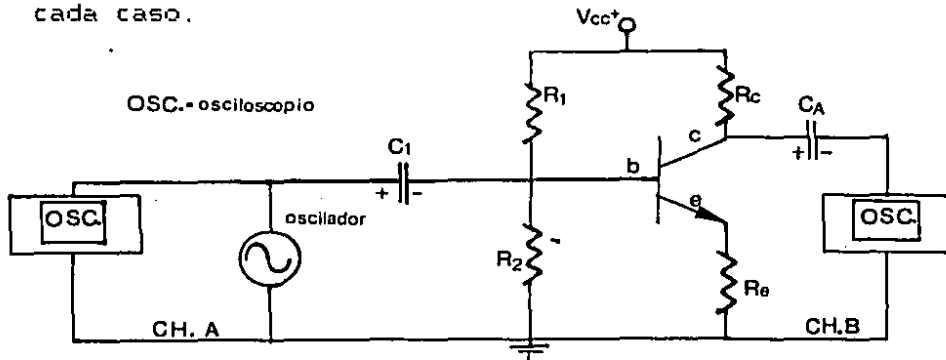 cada caso.
Vcc+
OSC.-osciloscopio
R1
Rc
CA
C1
c
b
+ -
+ -
e
OSC.
oscilador
OSC.
R2
Re
CH. A
CH.B